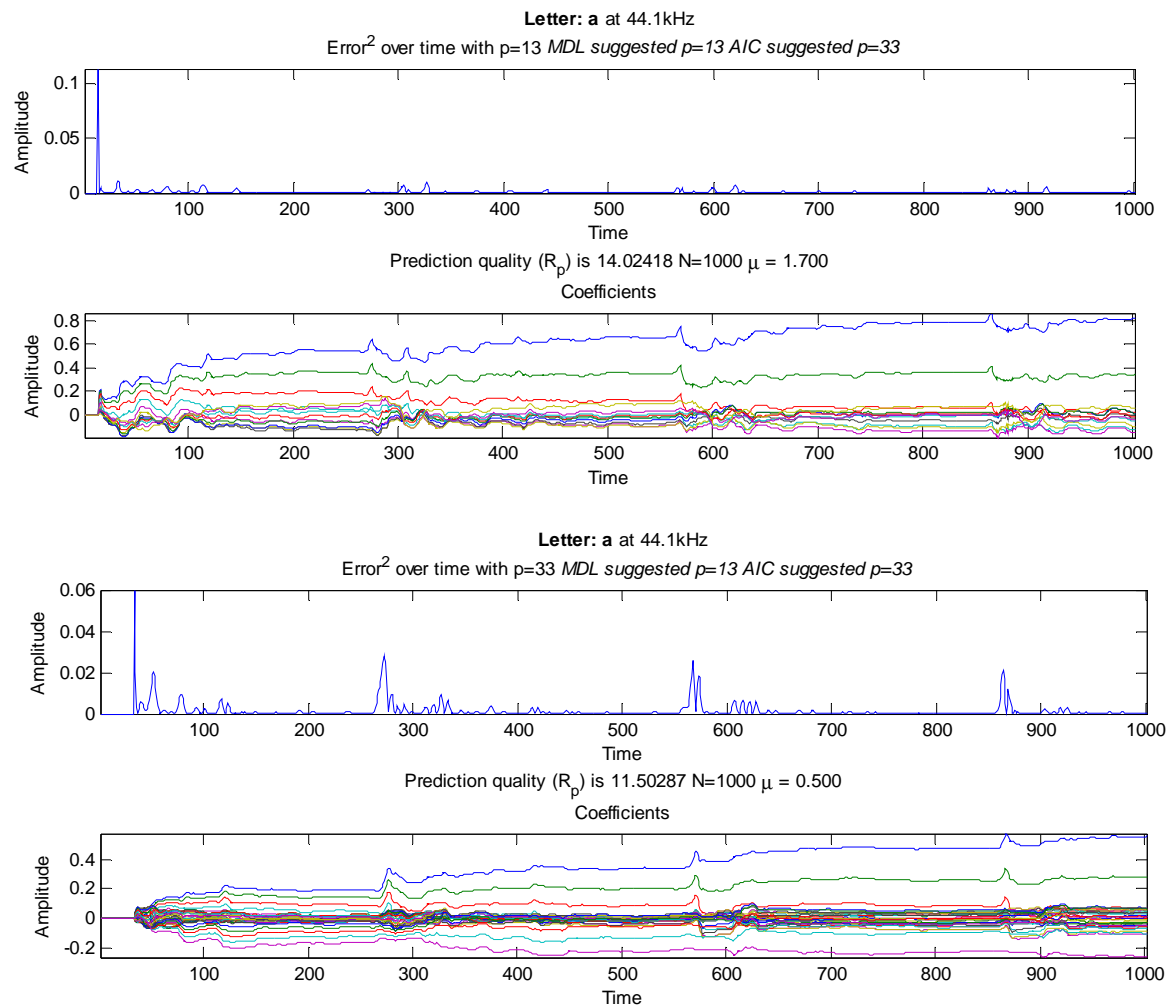 Letter: a at 44.1kHz
Error2 over time with p=13 MDL suggested p=13 AIC suggested p=33
0.1
0.05
0
Amplitude
100 200 300 400 500 600 700 800 900 1000
Time
Prediction quality (Rp) is 14.02418 N=1000 μ = 1.700
Coefficients
0.8
0.6
0.4
0.2
0
Amplitude
100 200 300 400 500 600 700 800 900 1000
Time
Letter: a at 44.1kHz
Error2 over time with p=33 MDL suggested p=13 AIC suggested p=33
0.06
0.04
0.02
0
Amplitude
100 200 300 400 500 600 700 800 900 1000
Time
Prediction quality (Rp) is 11.50287 N=1000 μ = 0.500
Coefficients
0.4
0.2
0
-0.2
Amplitude
100 200 300 400 500 600 700 800 900 1000
Time